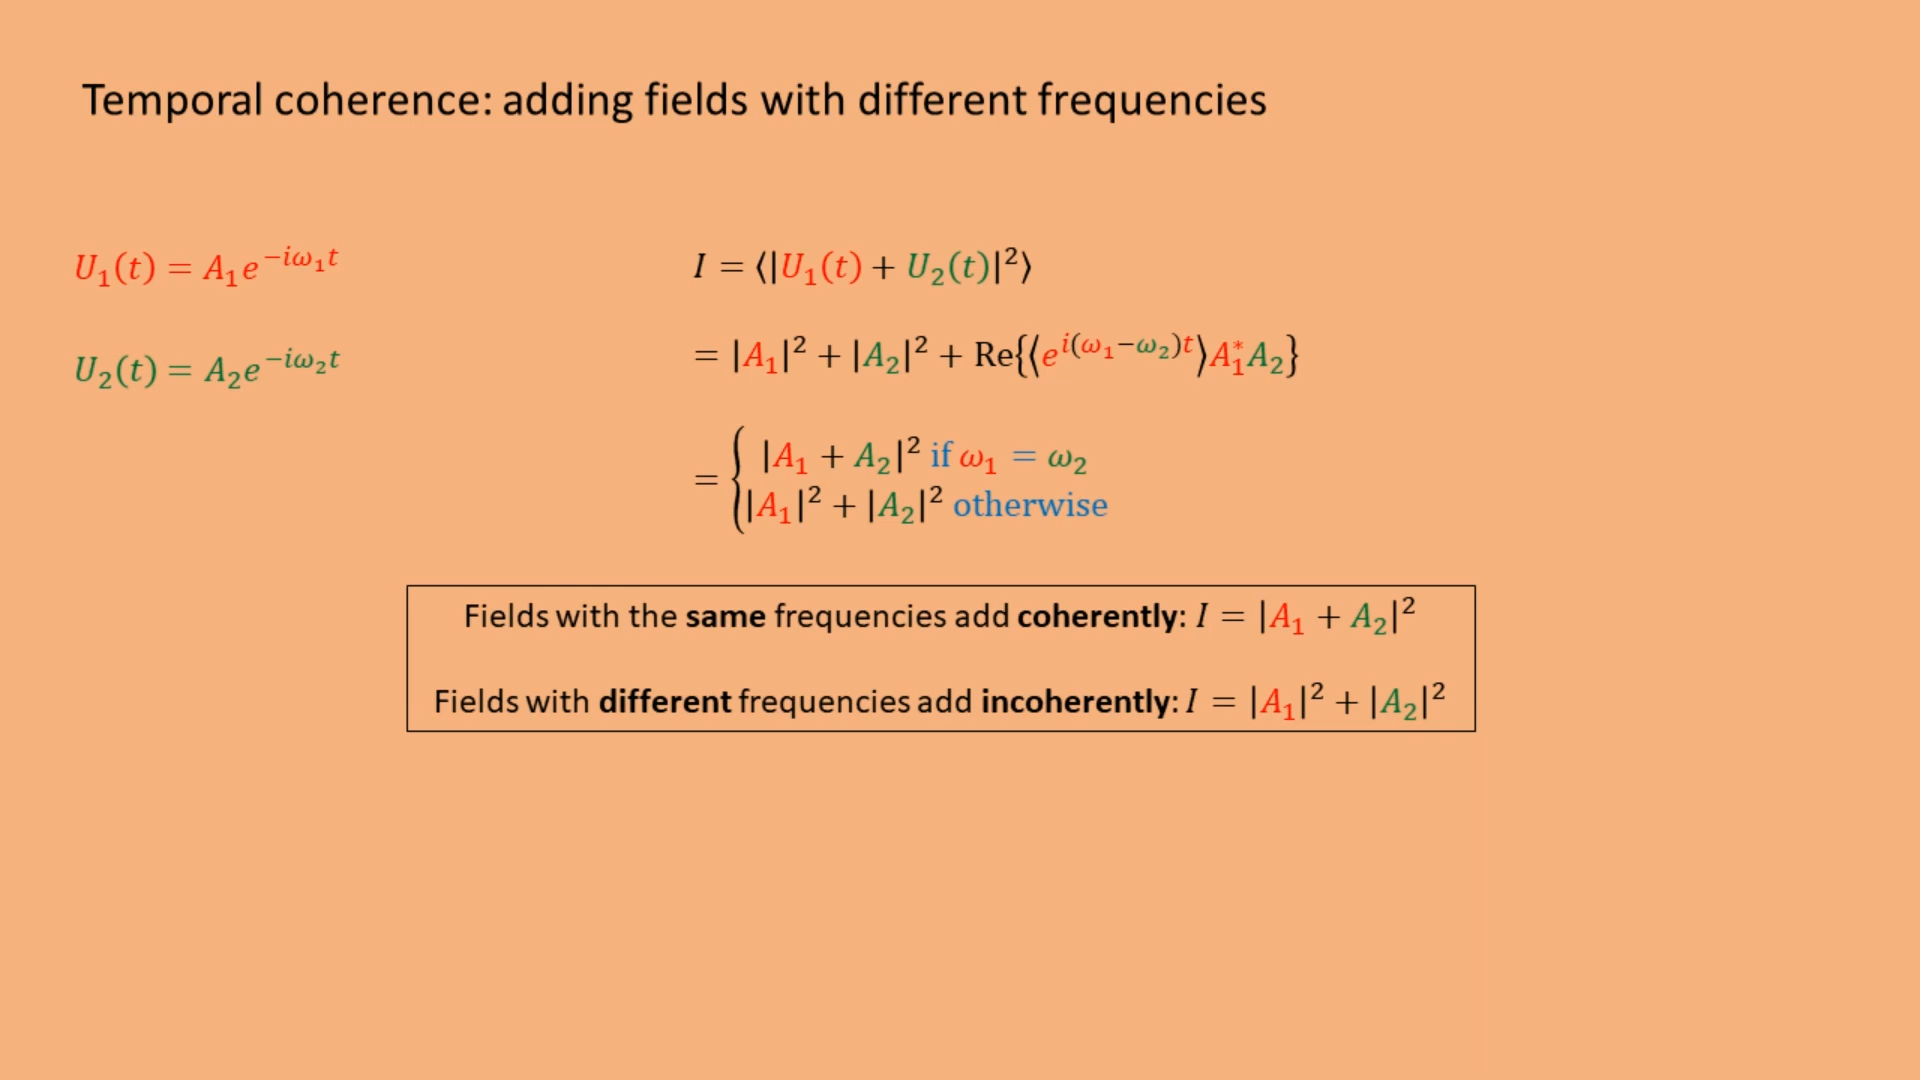 Temporal coherence: adding fields with different frequencies
U₁(t) = A₁e^{−iω₁t}
U₂(t) = A₂e^{−iω₂t}
I = ⟨|U₁(t) + U₂(t)|²⟩
= |A₁|² + |A₂|² + Re{⟨e^{i(ω₁−ω₂)t}⟩A₁*A₂}
= { |A₁ + A₂|² if ω₁ = ω₂
|A₁|² + |A₂|² otherwise
Fields with the same frequencies add coherently: I = |A₁ + A₂|²
Fields with different frequencies add incoherently: I = |A₁|² + |A₂|²